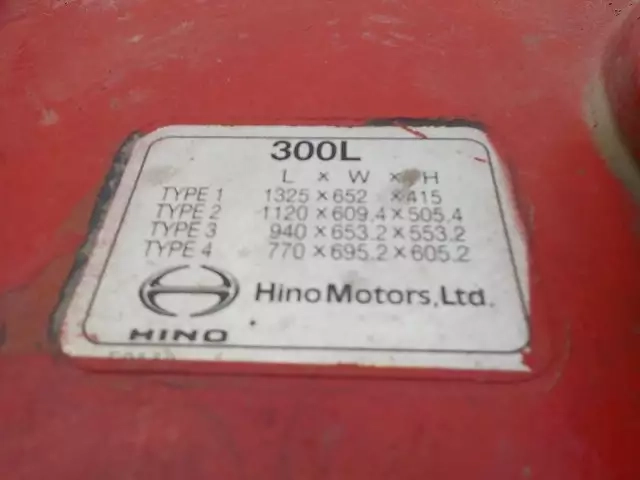 300L
L × W × H
TYPE 1 1325 × 652 × 415
TYPE 2 1120 × 609.4 × 505.4
TYPE 3 940 × 653.2 × 553.2
TYPE 4 770 × 695.2 × 605.2
Hino Motors, Ltd.
HINO